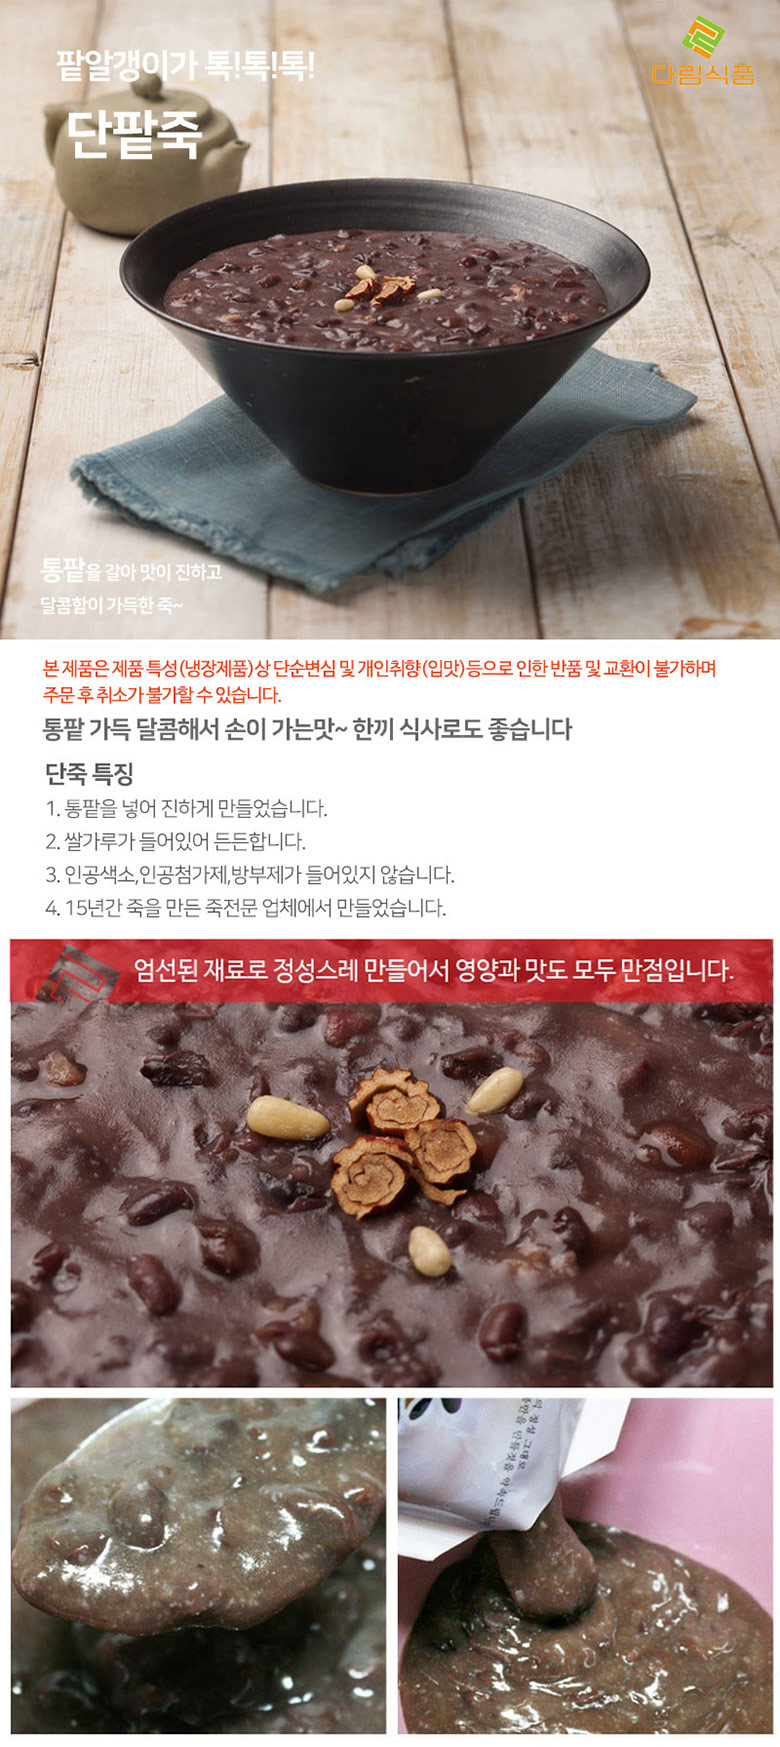 팥알갱이가 톡!톡!톡!
다림식품
단팥죽
통팥을 갈아 맛이 진하고
달콤함이 가득한 죽~
본 제품은 제품 특성(냉장제품)상 단순변심 및 개인취향(입맛)등으로 인한 반품 및 교환이 불가하며
주문 후 취소가 불가할 수 있습니다.
통팥 가득 달콤해서 손이 가는맛~ 한끼 식사로도 좋습니다
단죽 특징
1. 통팥을 넣어 진하게 만들었습니다.
2. 쌀가루가 들어있어 든든합니다.
3. 인공색소,인공첨가제,방부제가 들어있지 않습니다.
4. 15년간 죽을 만든 죽전문 업체에서 만들었습니다.
엄선된 재료로 정성스레 만들어서 영양과 맛도 모두 만점입니다.
정성 그대로